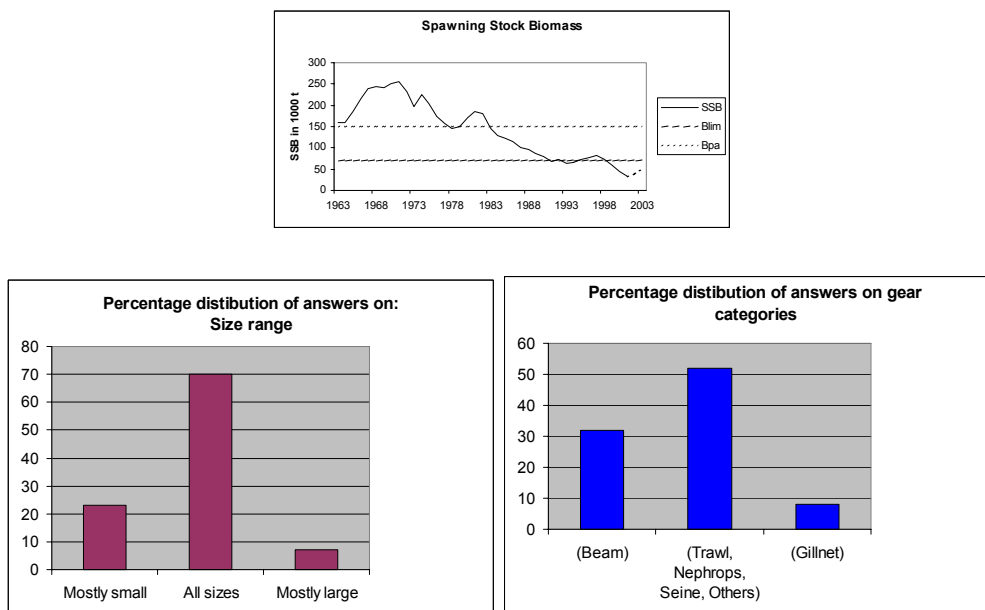 Spawning Stock Biomass
300
250
200
150
100
50
0
SSB in 1000 t
1963 1968 1973 1978 1983 1988 1993 1998 2003
SSB
Blim
Bpa
Percentage distibution of answers on:
Size range
80
70
60
50
40
30
20
10
0
Mostly small All sizes Mostly large
Percentage distibution of answers on gear
categories
60
50
40
30
20
10
0
(Beam) (Trawl, (Gillnet)
Nephrops,
Seine, Others)